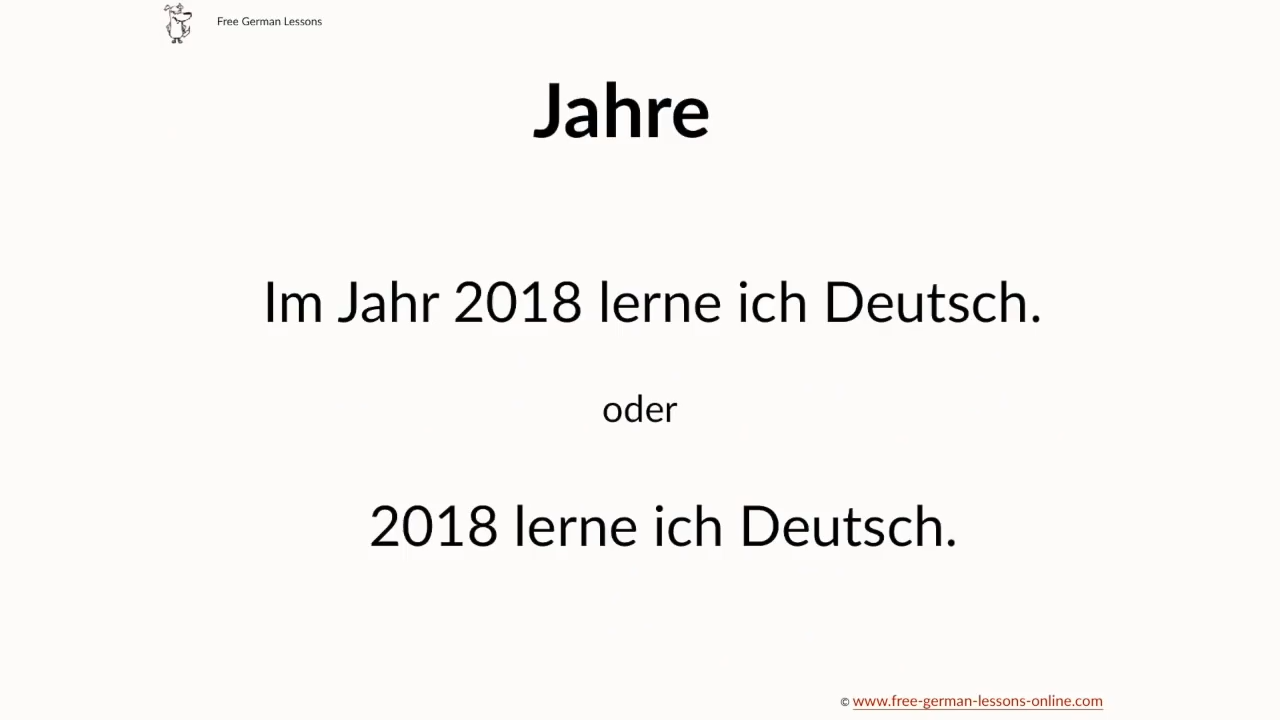 Free German Lessons
Jahre
Im Jahr 2018 lerne ich Deutsch.
oder
2018 lerne ich Deutsch.
© www.free-german-lessons-online.com